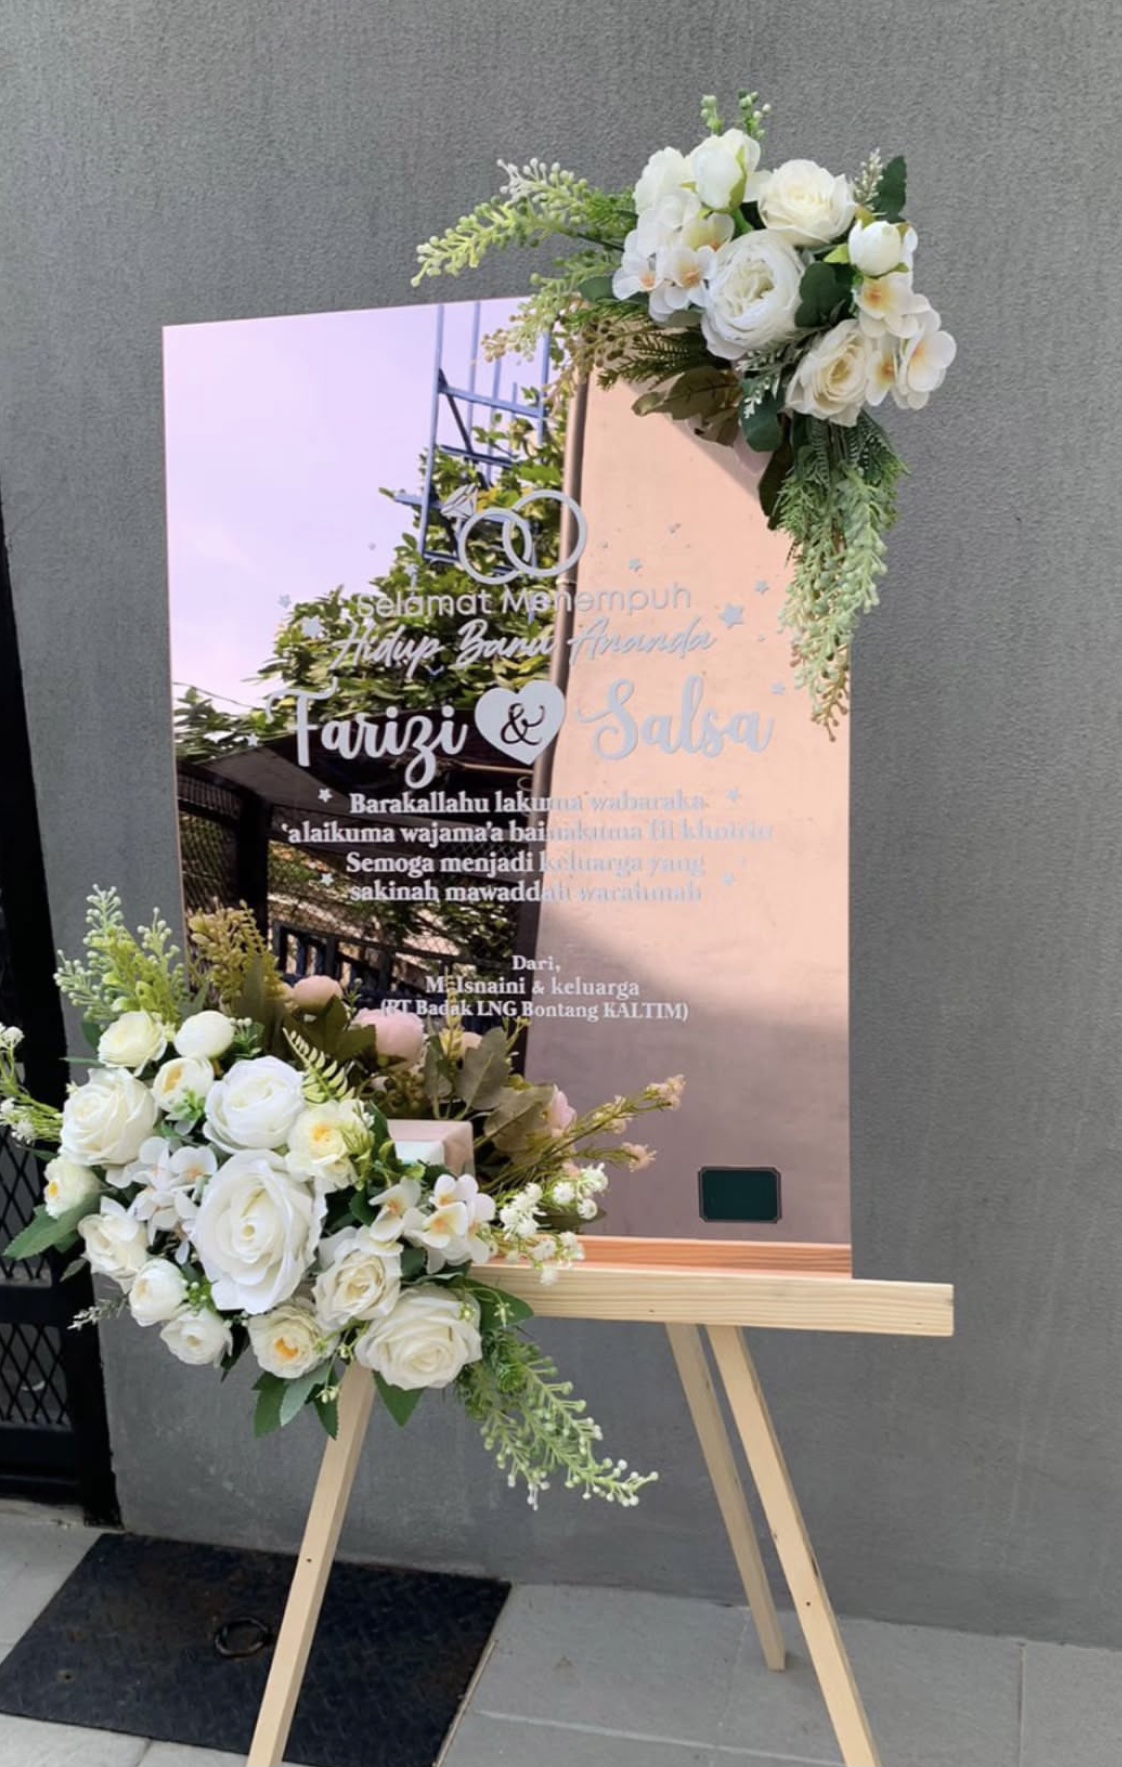 Selamat Menempuh
Hidup Baru Ananda
Farizi & Salsa
Barakallahu lakuma wabaraka
'alaikuma wajama'a bainakuma fii khoirin
Semoga menjadi keluarga yang
sakinah mawaddah warahmah
Dari,
M. Isnaini & keluarga
(PT Badak LNG Bontang KALTIM)